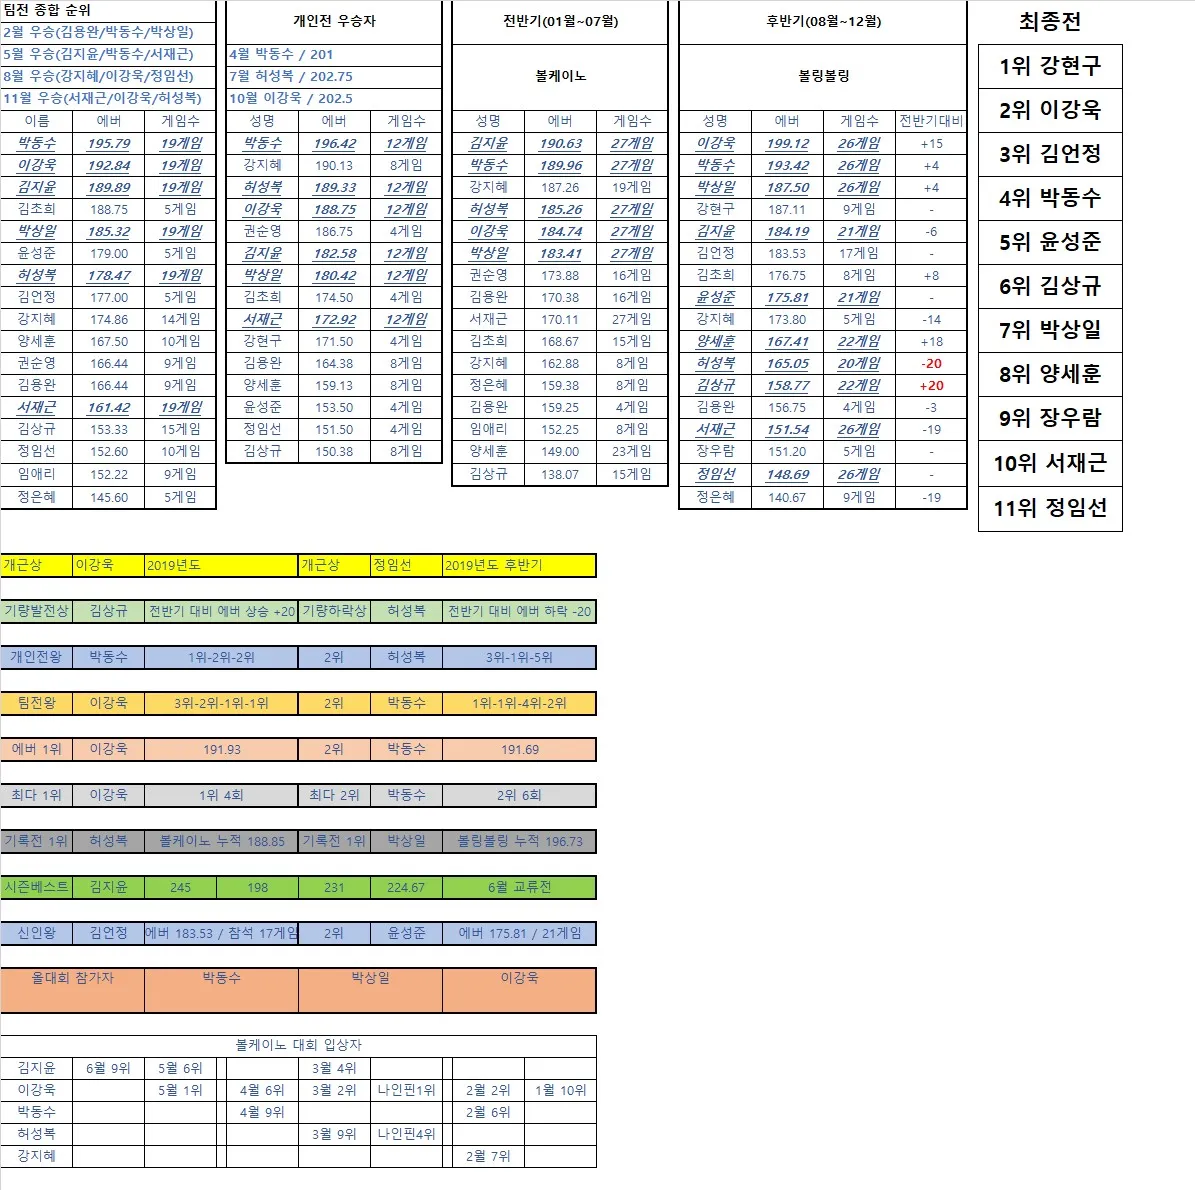 팀전 종합 순위
2월 우승(김용완/박동수/박상일)
5월 우승(김지윤/박동수/서재근)
8월 우승(강지혜/이강욱/정임선)
11월 우승(서재근/이강욱/허성복)
이름 에버 게임수
박동수 195.79 19게임
이강욱 192.84 19게임
김지윤 189.89 19게임
김조희 188.75 5게임
박상일 185.32 19게임
윤성준 179.00 5게임
허성복 178.47 19게임
김언정 177.00 5게임
강지혜 174.86 14게임
양세훈 167.50 10게임
권순영 166.44 9게임
김용완 166.44 9게임
서재근 161.42 19게임
김상규 153.33 15게임
정임선 152.60 10게임
임애리 152.22 9게임
정은혜 145.60 5게임
개인전 우승자
4월 박동수 / 201
7월 허성복 / 202.75
10월 이강욱 / 202.5
성명 에버 게임수
박동수 196.42 12게임
강지혜 190.13 8게임
허성복 189.33 12게임
이강욱 188.75 12게임
권순영 186.75 4게임
김지윤 182.58 12게임
박상일 180.42 12게임
김조희 174.50 4게임
서재근 172.92 12게임
강현구 171.50 4게임
김용완 164.38 8게임
양세훈 159.13 8게임
윤성준 153.50 4게임
정임선 151.50 4게임
김상규 150.38 8게임
전반기(01월~07월)
볼케이노
성명 에버 게임수
김지윤 190.63 27게임
박동수 189.96 27게임
강지혜 187.26 19게임
허성복 185.26 27게임
이강욱 184.74 27게임
박상일 183.41 27게임
권순영 173.88 16게임
김용완 170.38 16게임
서재근 170.11 27게임
김조희 168.67 15게임
강지혜 162.88 8게임
정은혜 159.38 8게임
김용완 159.25 4게임
임애리 152.25 8게임
양세훈 149.00 23게임
김상규 138.07 15게임
후반기(08월~12월)
볼링볼링
성명 에버 게임수 전반기대비
이강욱 199.12 26게임 +15
박동수 193.42 26게임 +4
박상일 187.50 26게임 +4
강현구 187.11 9게임 -
김지윤 184.19 21게임 -6
김언정 183.53 17게임 -
김조희 176.75 8게임 +8
윤성준 175.81 21게임 -
강지혜 173.80 5게임 -14
양세훈 167.41 22게임 +18
허성복 165.05 20게임 -20
김상규 158.77 22게임 +20
김용완 156.75 4게임 -3
서재근 151.54 26게임 -19
장우람 151.20 5게임 -
정임선 148.69 26게임 -
정은혜 140.67 9게임 -19
최종전
1위 강현구
2위 이강욱
3위 김언정
4위 박동수
5위 윤성준
6위 김상규
7위 박상일
8위 양세훈
9위 장우람
10위 서재근
11위 정임선
개근상 이강욱 2019년도 개근상 정임선 2019년도 후반기
기량발전상 김상규 전반기 대비 에버 상승 +20 기량하락상 허성복 전반기 대비 에버 하락 -20
개인전왕 박동수 1위-2위-2위 2위 허성복 3위-1위-5위
팀전왕 이강욱 3위-2위-1위-1위 2위 박동수 1위-1위-4위-2위
에버 1위 이강욱 191.93 2위 박동수 191.69
최다 1위 이강욱 1위 4회 최다 2위 박동수 2위 6회
기록전 1위 허성복 볼케이노 누적 188.85 기록전 1위 박상일 볼링볼링 누적 196.73
시즌베스트 김지윤 245 198 231 224.67 6월 교류전
신인왕 김언정 에버 183.53 / 참석 17게임 2위 윤성준 에버 175.81 / 21게임
올대회 참가자 박동수 박상일 이강욱
볼케이노 대회 입상자
김지윤 6월 9위 5월 6위 3월 4위
이강욱 5월 1위 4월 6위 3월 2위 나인핀1위 2월 2위 1월 10위
박동수 4월 9위 2월 6위
허성복 3월 9위 나인핀4위
강지혜 2월 7위